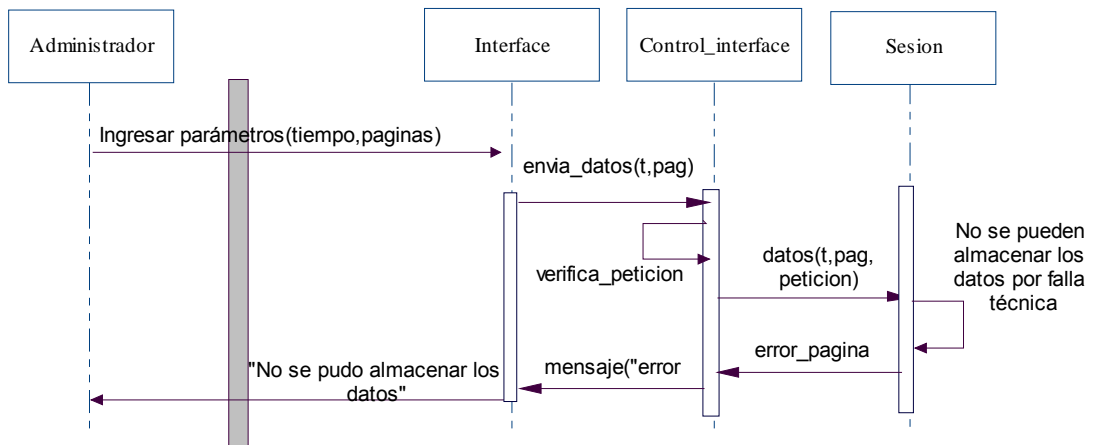 Administrador
Interface
Control_interface
Sesion
Ingresar parámetros(tiempo,paginas)
envia_datos(t,pag)
verifica_peticion
datos(t,pag,
peticion)
No se pueden
almacenar los
datos por falla
técnica
error_pagina
mensaje("error
"No se pudo almacenar los
datos"